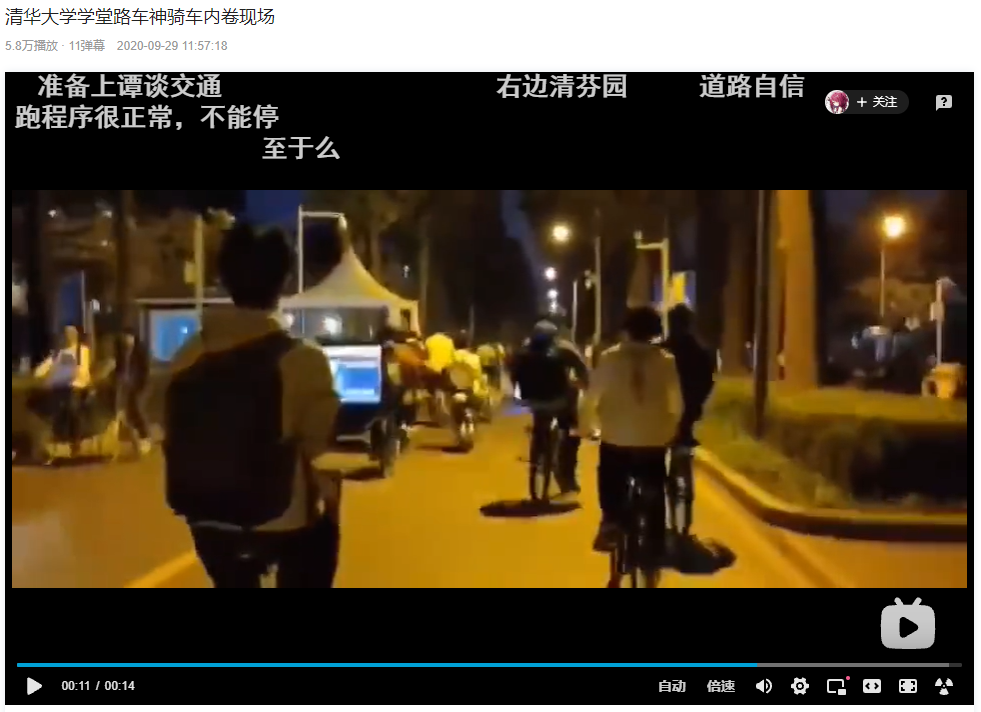 清华大学学堂路车神骑车内卷现场
5.8万播放 · 11弹幕 2020-09-29 11:57:18
准备上谭谈交通 右边清芬园 道路自信
+ 关注
跑程序很正常，不能停
至于么
00:11 / 00:14 自动 倍速